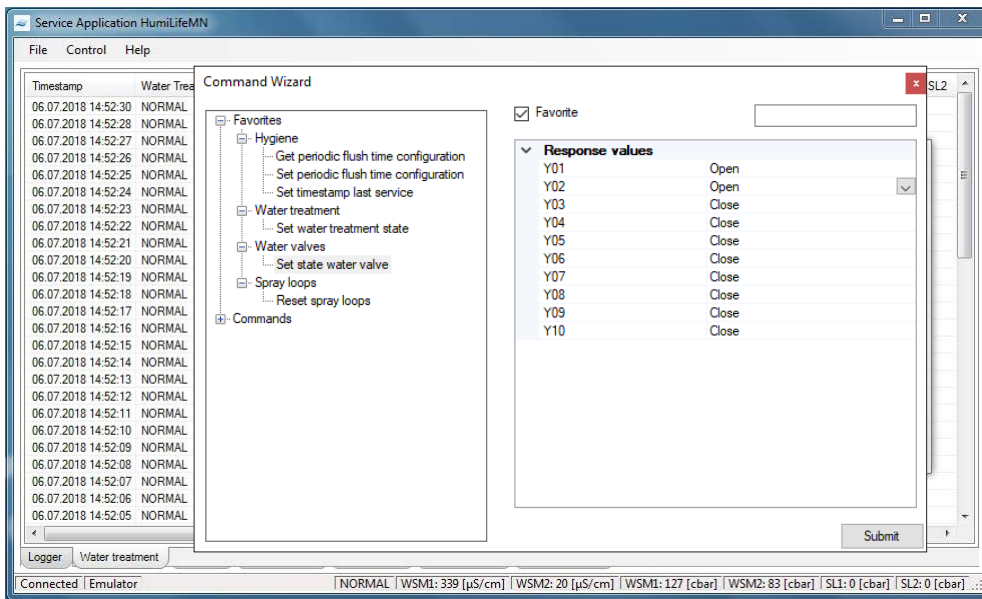 Service Application HumiLifeMN
File Control Help
Timestamp Water Trea SL2
06.07.2018 14:52:30 NORMAL
06.07.2018 14:52:28 NORMAL
06.07.2018 14:52:27 NORMAL
06.07.2018 14:52:26 NORMAL
06.07.2018 14:52:25 NORMAL
06.07.2018 14:52:24 NORMAL
06.07.2018 14:52:23 NORMAL
06.07.2018 14:52:22 NORMAL
06.07.2018 14:52:21 NORMAL
06.07.2018 14:52:20 NORMAL
06.07.2018 14:52:19 NORMAL
06.07.2018 14:52:18 NORMAL
06.07.2018 14:52:17 NORMAL
06.07.2018 14:52:16 NORMAL
06.07.2018 14:52:15 NORMAL
06.07.2018 14:52:14 NORMAL
06.07.2018 14:52:13 NORMAL
06.07.2018 14:52:12 NORMAL
06.07.2018 14:52:11 NORMAL
06.07.2018 14:52:10 NORMAL
06.07.2018 14:52:09 NORMAL
06.07.2018 14:52:08 NORMAL
06.07.2018 14:52:07 NORMAL
06.07.2018 14:52:06 NORMAL
06.07.2018 14:52:05 NORMAL
Command Wizard
Favorites
Hygiene
Get periodic flush time configuration
Set periodic flush time configuration
Set timestamp last service
Water treatment
Set water treatment state
Water valves
Set state water valve
Spray loops
Reset spray loops
Commands
Favorite
Response values
Y01 Open
Y02 Open
Y03 Close
Y04 Close
Y05 Close
Y06 Close
Y07 Close
Y08 Close
Y09 Close
Y10 Close
Submit
Logger Water treatment
Connected Emulator NORMAL WSM1: 339 [µS/cm] WSM2: 20 [µS/cm] WSM1: 127 [cbar] WSM2: 83 [cbar] SL1: 0 [cbar] SL2: 0 [cbar]